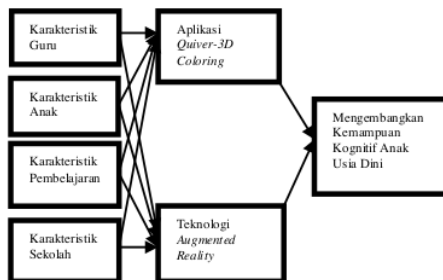 Karakteristik
Guru
Karakteristik
Anak
Karakteristik
Pembelajaran
Karakteristik
Sekolah
Aplikasi
Quiver-3D
Coloring
Teknologi
Augmented
Reality
Mengembangkan
Kemampuan
Kognitif Anak
Usia Dini